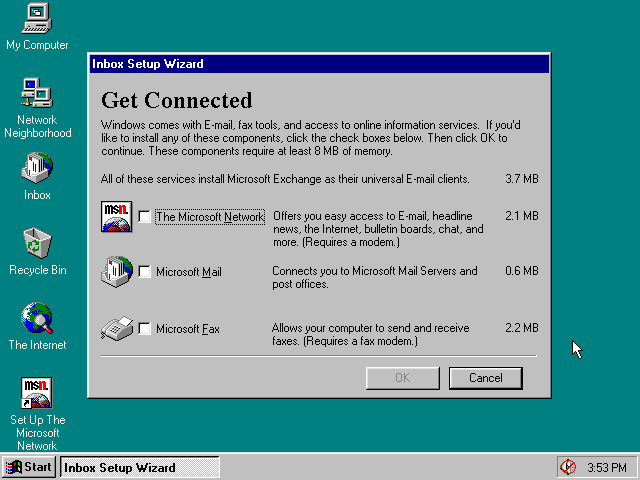 My Computer
Network
Neighborhood
Inbox
Recycle Bin
The Internet
msn.
Set Up The
Microsoft
Network
Inbox Setup Wizard
Get Connected
Windows comes with E-mail, fax tools, and access to online information services. If you'd
like to install any of these components, click the check boxes below. Then click OK to
continue. These components require at least 8 MB of memory.
All of these services install Microsoft Exchange as their universal E-mail clients. 3.7 MB
msn. The Microsoft Network Offers you easy access to E-mail, headline 2.1 MB
news, the Internet, bulletin boards, chat, and
more. (Requires a modem.)
Microsoft Mail Connects you to Microsoft Mail Servers and 0.6 MB
post offices.
Microsoft Fax Allows your computer to send and receive 2.2 MB
faxes. (Requires a fax modem.)
OK Cancel
Start Inbox Setup Wizard 3:53 PM